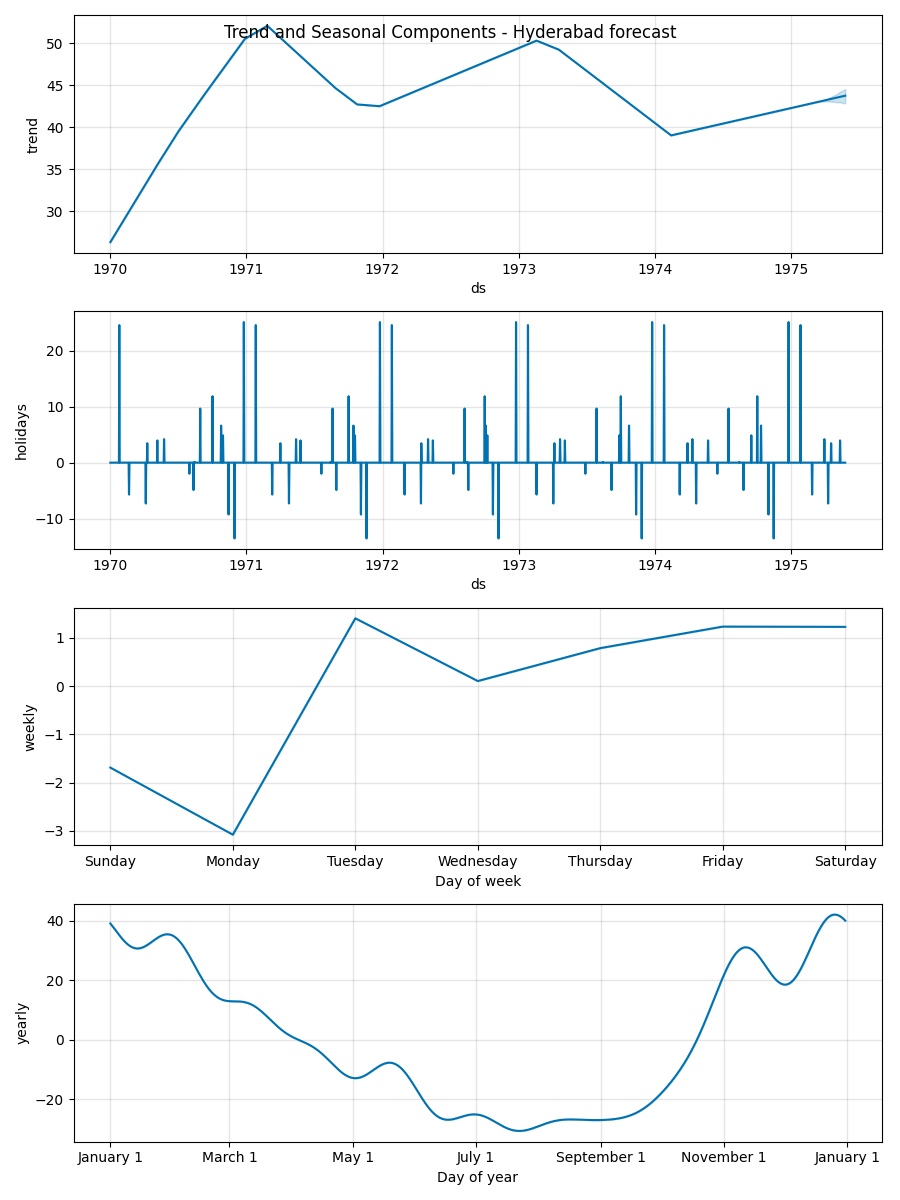 Trend and Seasonal Components - Hyderabad forecast
50
45
40
35
30
trend
1970 1971 1972 1973 1974 1975
ds
20
10
0
−10
holidays
1970 1971 1972 1973 1974 1975
ds
1
0
−1
−2
−3
weekly
Sunday Monday Tuesday Wednesday Thursday Friday Saturday
Day of week
40
20
0
−20
yearly
January 1 March 1 May 1 July 1 September 1 November 1 January 1
Day of year